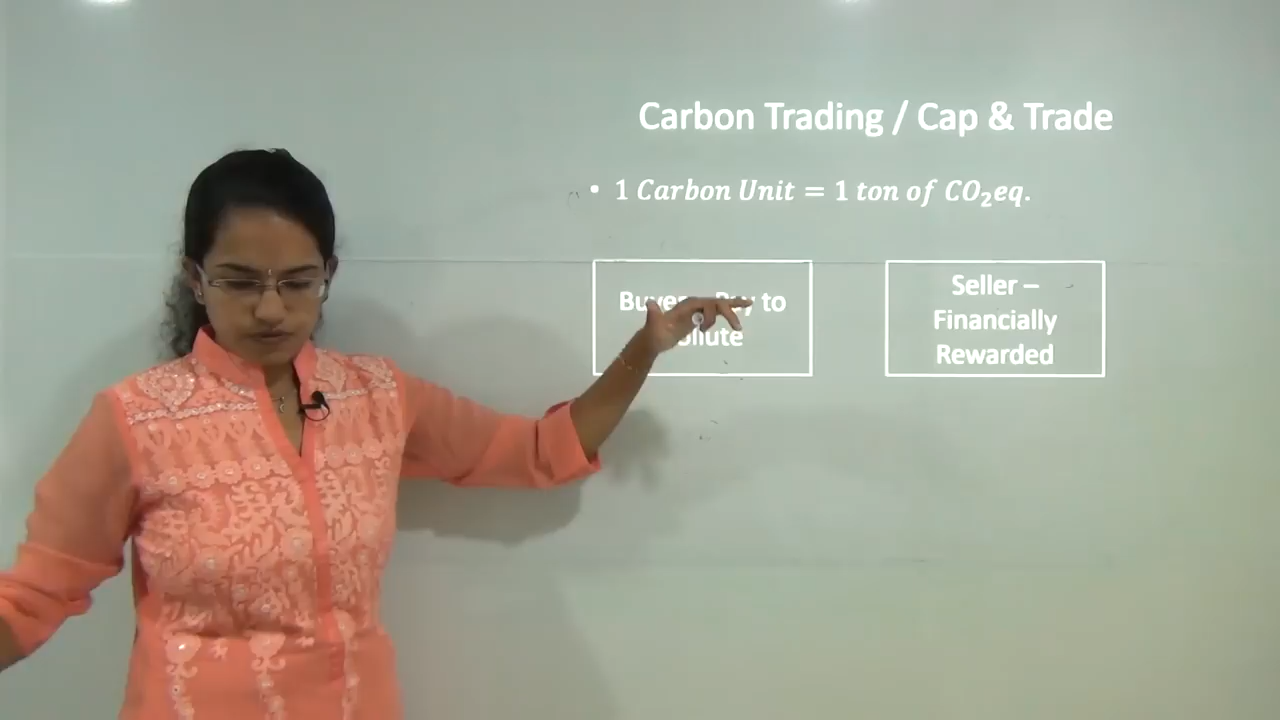 Carbon Trading / Cap & Trade
• 1 Carbon Unit = 1 ton of CO₂eq.
to
Seller –
Financially
Rewarded